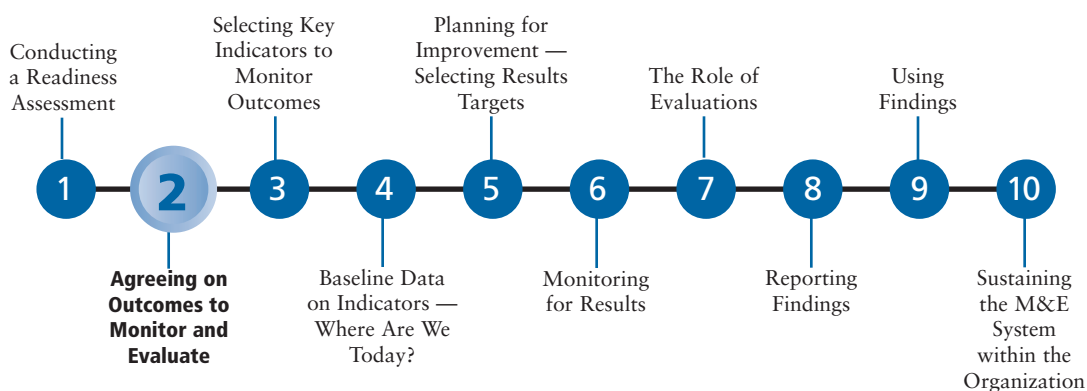 Conducting
a Readiness
Assessment
1
2
Agreeing on
Outcomes to
Monitor and
Evaluate
Selecting Key
Indicators to
Monitor
Outcomes
3
4
Baseline Data
on Indicators —
Where Are We
Today?
Planning for
Improvement —
Selecting Results
Targets
5
6
Monitoring
for Results
The Role of
Evaluations
7
8
Reporting
Findings
Using
Findings
9
10
Sustaining
the M&E
System
within the
Organization